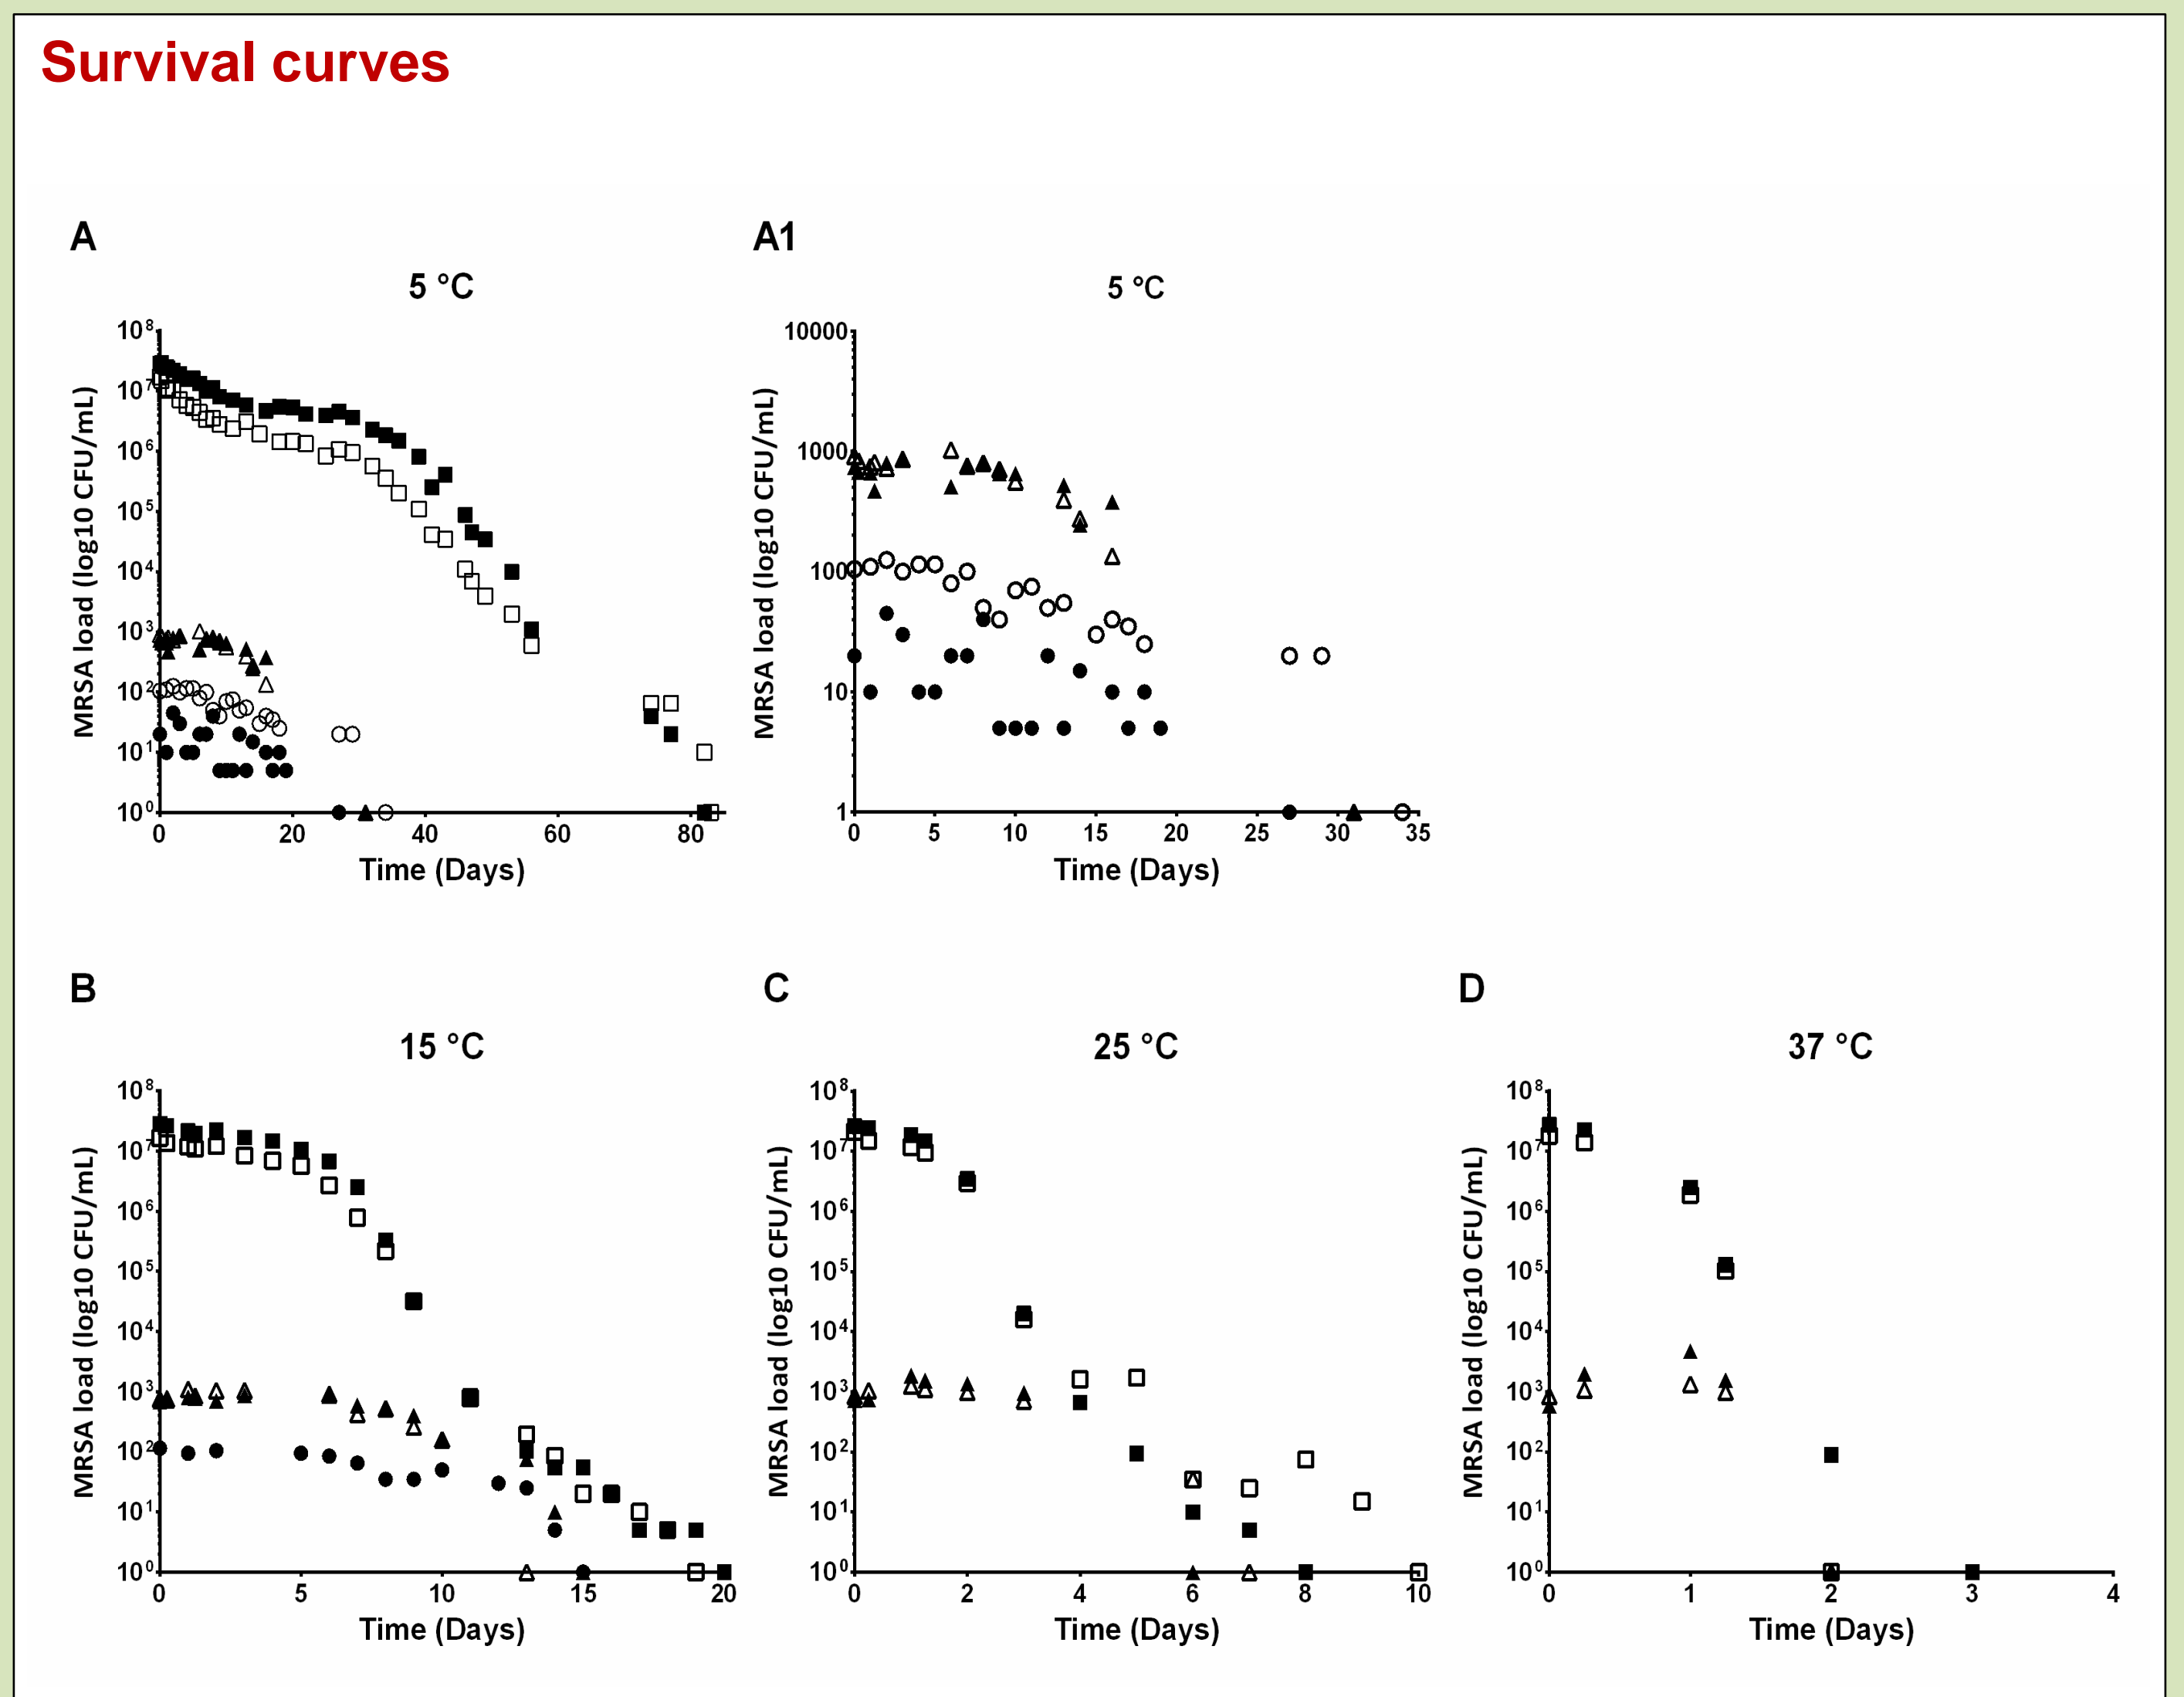 Survival curves
A
5 °C
MRSA load (log10 CFU/mL)
10⁸
10⁷
10⁶
10⁵
10⁴
10³
10²
10¹
10⁰
0 20 40 60 80
Time (Days)
A1
5 °C
MRSA load (log10 CFU/mL)
10000
1000
100
10
1
0 5 10 15 20 25 30 35
Time (Days)
B
15 °C
MRSA load (log10 CFU/mL)
10⁸
10⁷
10⁶
10⁵
10⁴
10³
10²
10¹
10⁰
0 5 10 15 20
Time (Days)
C
25 °C
MRSA load (log10 CFU/mL)
10⁸
10⁷
10⁶
10⁵
10⁴
10³
10²
10¹
10⁰
0 2 4 6 8 10
Time (Days)
D
37 °C
MRSA load (log10 CFU/mL)
10⁸
10⁷
10⁶
10⁵
10⁴
10³
10²
10¹
10⁰
0 1 2 3 4
Time (Days)